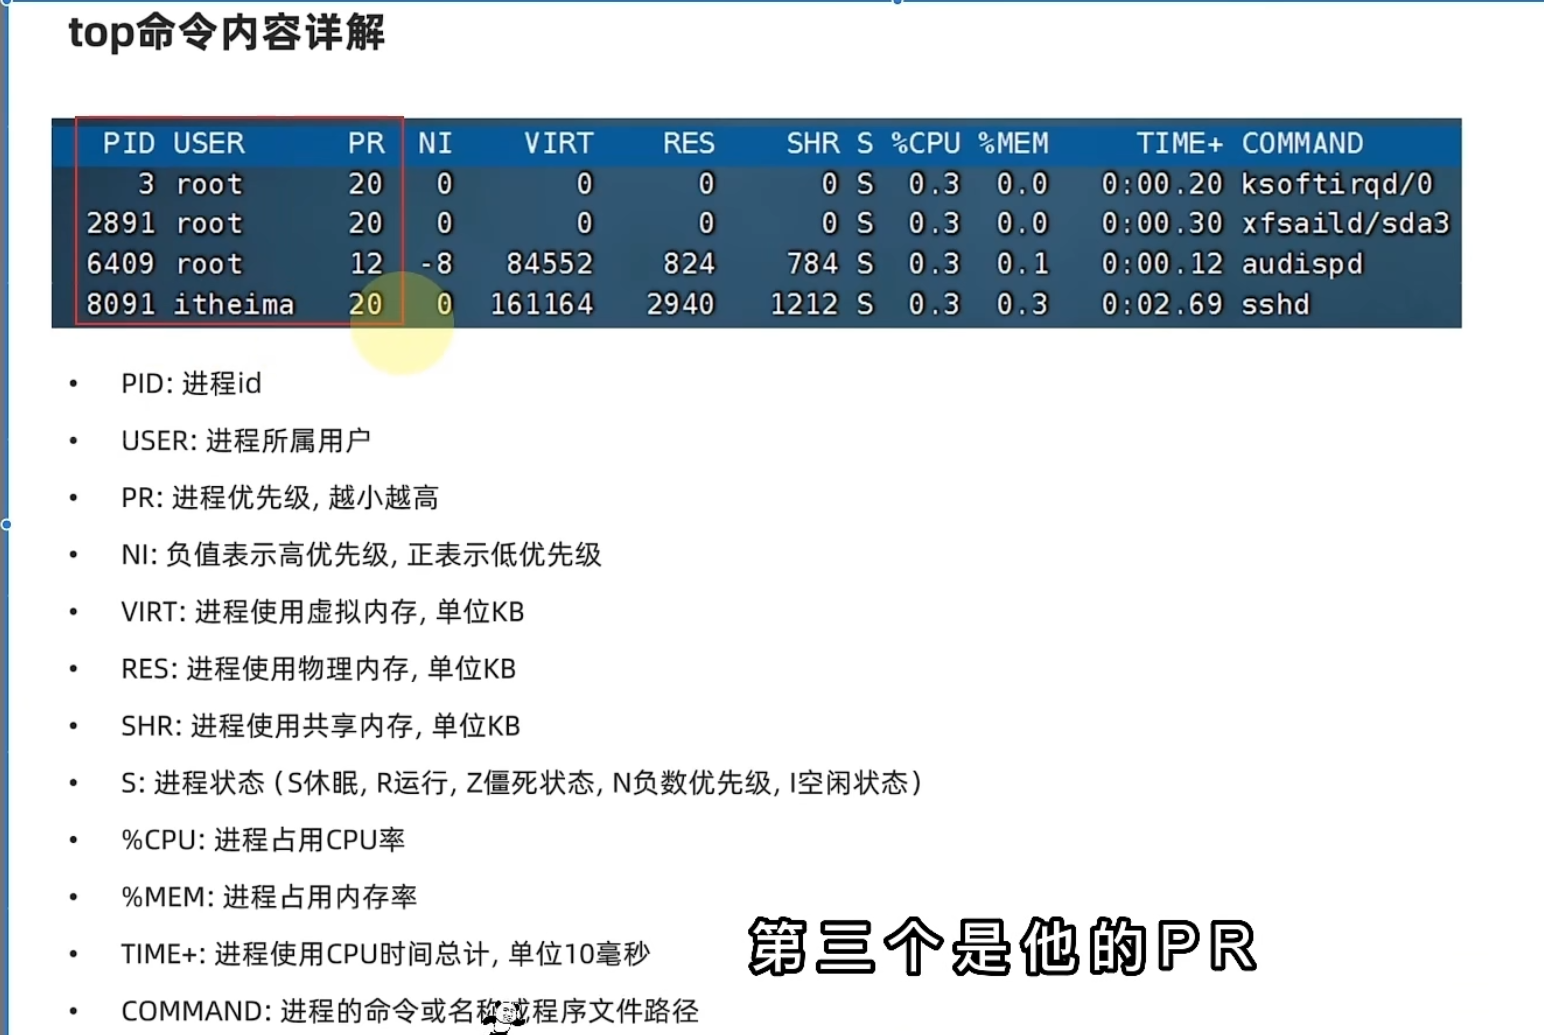 top命令内容详解
PID USER PR NI VIRT RES SHR S %CPU %MEM TIME+ COMMAND
3 root 20 0 0 0 0 S 0.3 0.0 0:00.20 ksoftirqd/0
2891 root 20 0 0 0 0 S 0.3 0.0 0:00.30 xfsaild/sda3
6409 root 12 -8 84552 824 784 S 0.3 0.1 0:00.12 audispd
8091 itheima 20 0 161164 2940 1212 S 0.3 0.3 0:02.69 sshd
• PID: 进程id
• USER: 进程所属用户
• PR: 进程优先级, 越小越高
• NI: 负值表示高优先级, 正表示低优先级
• VIRT: 进程使用虚拟内存, 单位KB
• RES: 进程使用物理内存, 单位KB
• SHR: 进程使用共享内存, 单位KB
• S: 进程状态 (S休眠, R运行, Z僵死状态, N负数优先级, I空闲状态)
• %CPU: 进程占用CPU率
• %MEM: 进程占用内存率
• TIME+: 进程使用CPU时间总计, 单位10毫秒
第三个是他的PR
• COMMAND: 进程的命令或名称或程序文件路径